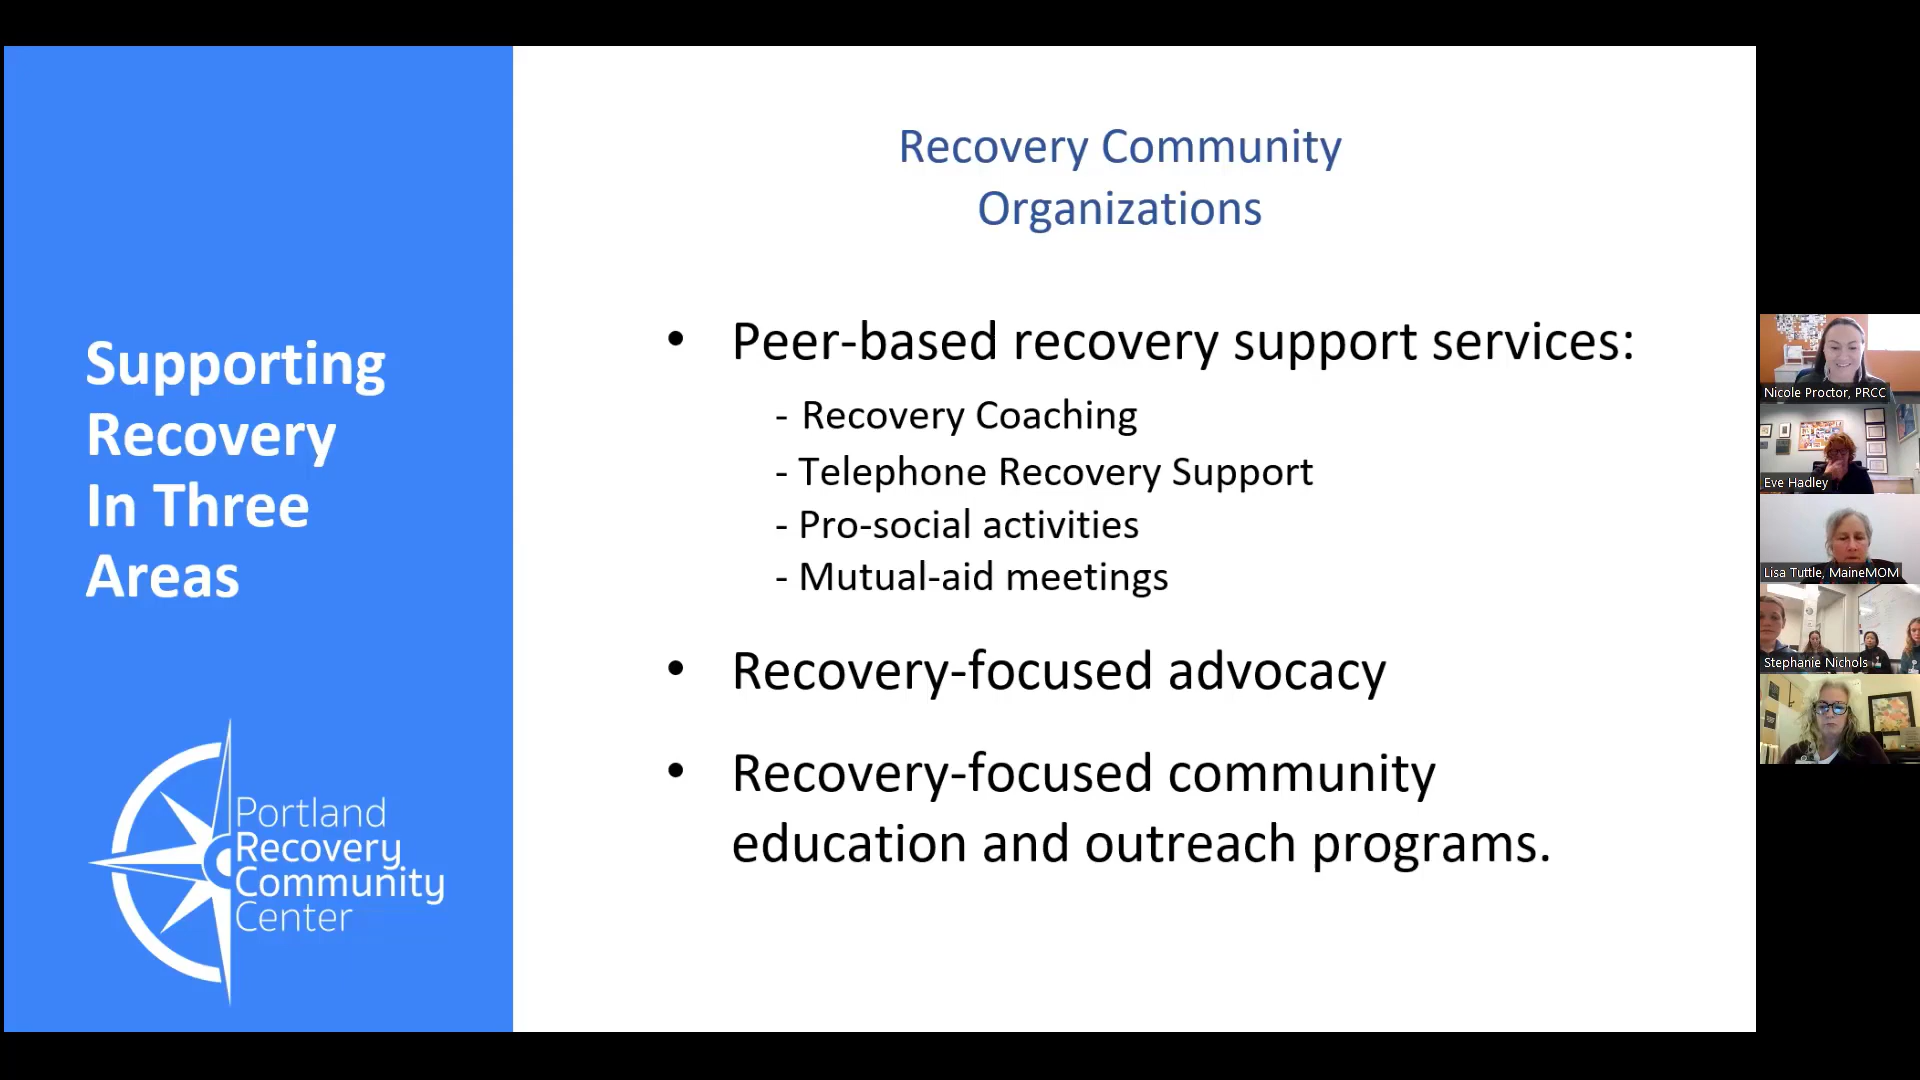 Supporting
Recovery
In Three
Areas
Portland
Recovery
Community
Center
Recovery Community
Organizations
• Peer-based recovery support services:
- Recovery Coaching
- Telephone Recovery Support
- Pro-social activities
- Mutual-aid meetings
• Recovery-focused advocacy
• Recovery-focused community
education and outreach programs.
Nicole Proctor, PRCC
Eve Hadley
Lisa Tuttle, MaineMOM
Stephanie Nichols